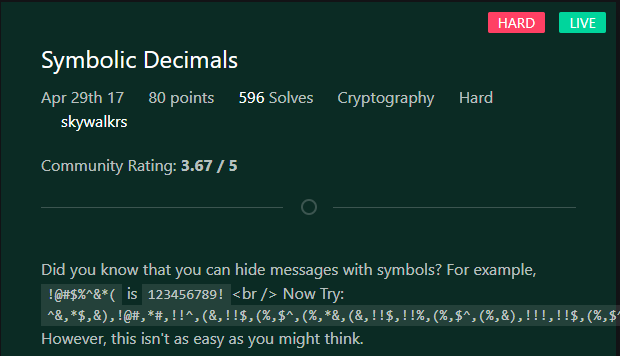 HARD LIVE
Symbolic Decimals
Apr 29th 17 80 points 596 Solves Cryptography Hard
skywalkrs
Community Rating: 3.67 / 5
Did you know that you can hide messages with symbols? For example,
!@#$%^&*( is 123456789! <br /> Now Try:
^&,*$,&),!@#,*#,!!^,(&,!!$,(%,$^,(%,*&,(&,!!$,!!%,(%,$^,(%,&),!!!,!!$,(%,$^
However, this isn't as easy as you might think.